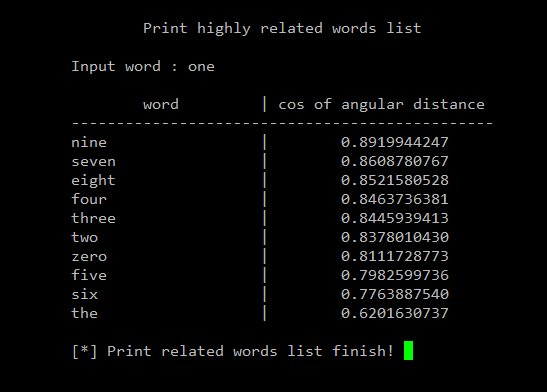 Print highly related words list
Input word : one
word | cos of angular distance
-----------------------------------------------
nine | 0.8919944247
seven | 0.8608780767
eight | 0.8521580528
four | 0.8463736381
three | 0.8445939413
two | 0.8378010430
zero | 0.8111728773
five | 0.7982599736
six | 0.7763887540
the | 0.6201630737
[*] Print related words list finish!